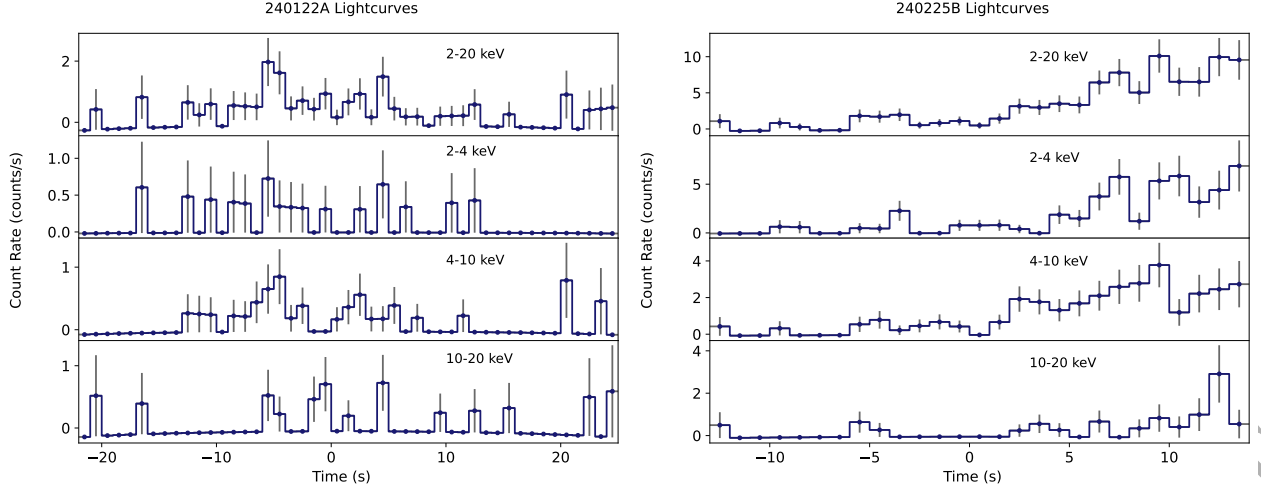 240122A Lightcurves
Count Rate (counts/s)
2-20 keV
2
0
2-4 keV
1.0
0.5
0.0
4-10 keV
1
0
10-20 keV
1
0
−20 −10 0 10 20
Time (s)
240225B Lightcurves
Count Rate (counts/s)
2-20 keV
10
5
0
2-4 keV
5
0
4-10 keV
4
2
0
10-20 keV
4
2
0
−10 −5 0 5 10
Time (s)